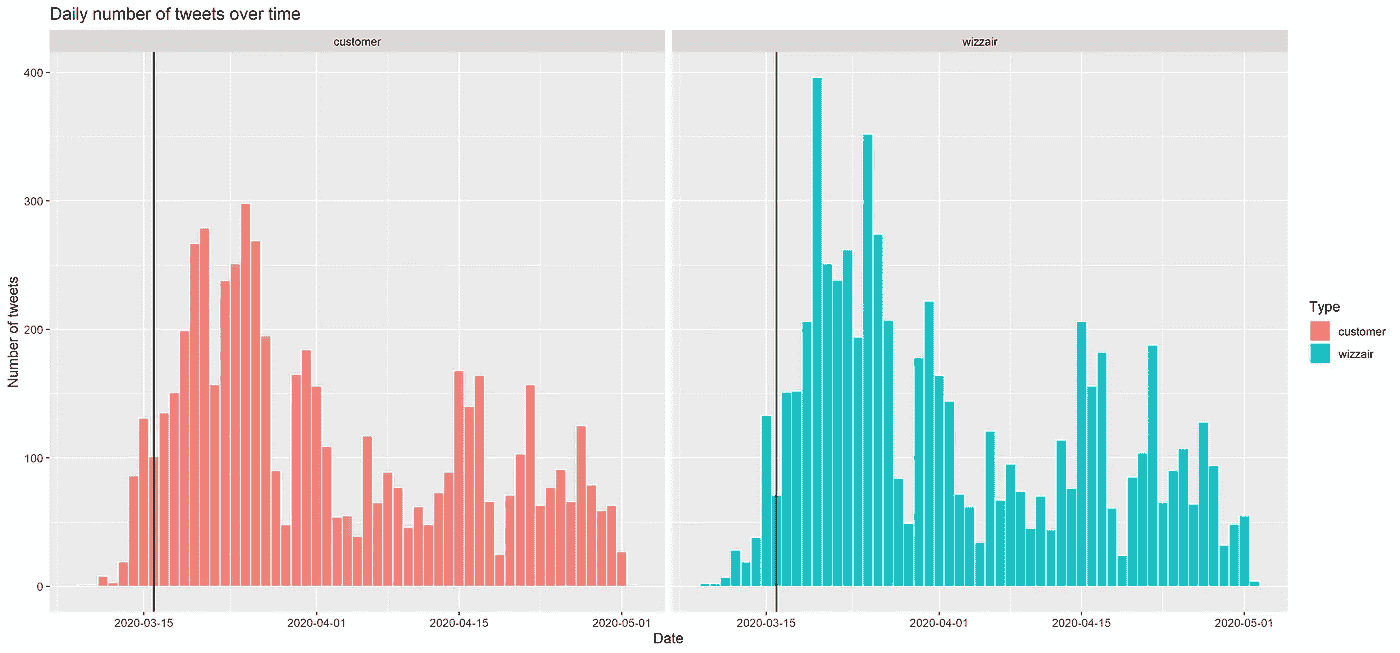 Daily number of tweets over time
customer
wizzair
400
300
200
100
0
Number of tweets
2020-03-15
2020-04-01
2020-04-15
2020-05-01
2020-03-15
2020-04-01
2020-04-15
2020-05-01
Date
Type
customer
wizzair